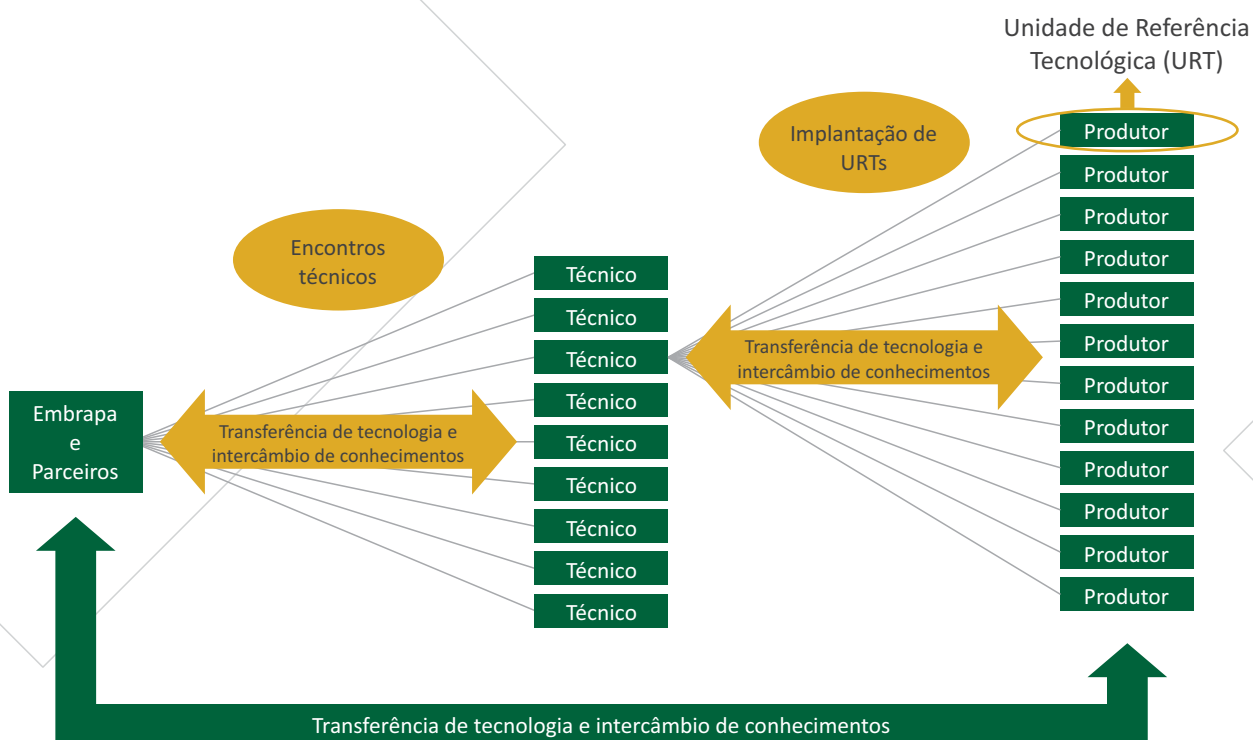 Unidade de Referência
Tecnológica (URT)
Implantação de
URTs
Encontros
técnicos
Embrapa
e
Parceiros
Transferência de tecnologia e
intercâmbio de conhecimentos
Técnico
Técnico
Técnico
Técnico
Técnico
Técnico
Técnico
Técnico
Técnico
Transferência de tecnologia e
intercâmbio de conhecimentos
Produtor
Produtor
Produtor
Produtor
Produtor
Produtor
Produtor
Produtor
Produtor
Produtor
Produtor
Produtor
Transferência de tecnologia e intercâmbio de conhecimentos